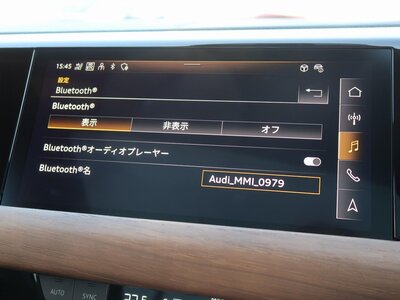 15:45
設定
Bluetooth®
Bluetooth®
表示 非表示 オフ
Bluetooth®オーディオプレーヤー
Bluetooth®名
Audi_MMI_0979
AUTO
SYNC